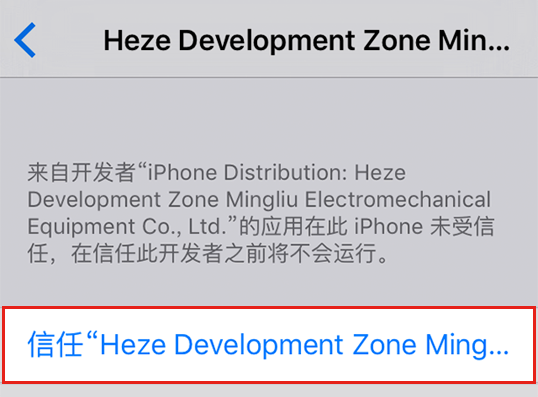 Heze Development Zone Min...
来自开发者“iPhone Distribution: Heze
Development Zone Mingliu Electromechanical
Equipment Co., Ltd.”的应用在此 iPhone 未受信
任，在信任此开发者之前将不会运行。
信任“Heze Development Zone Ming...